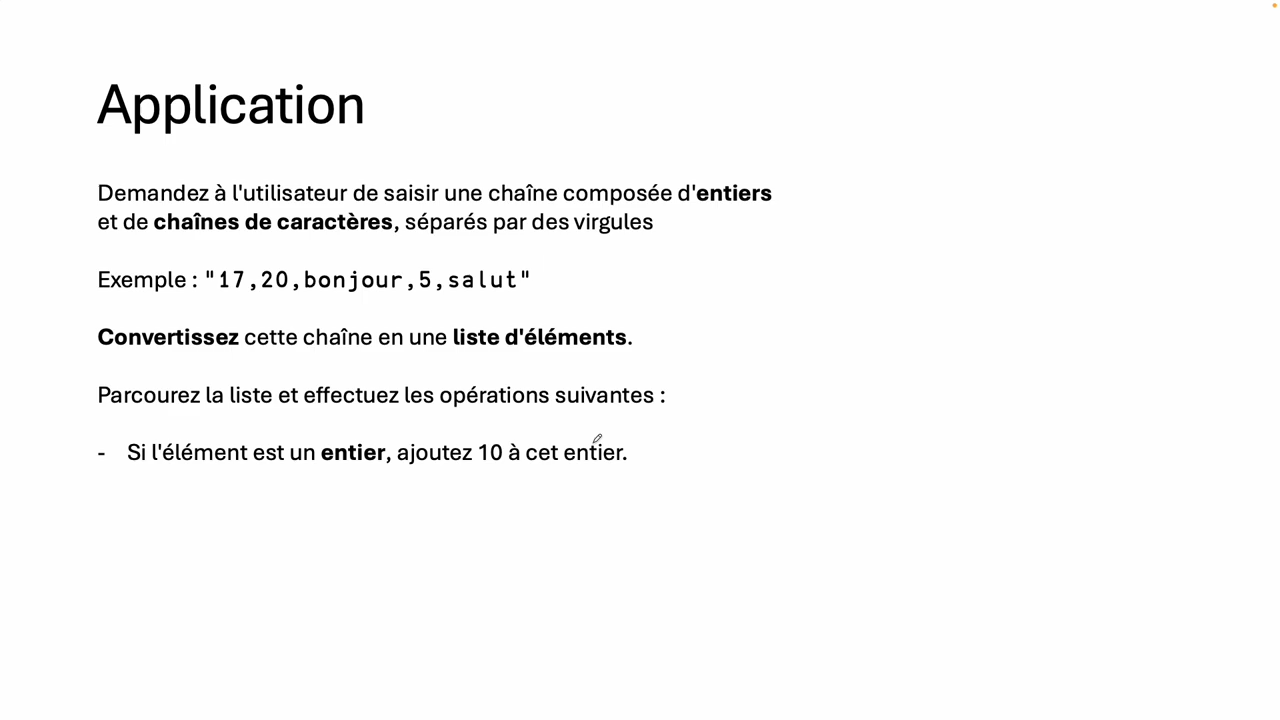 Application
Demandez à l'utilisateur de saisir une chaîne composée d'entiers
et de chaînes de caractères, séparés par des virgules
Exemple : "17,20,bonjour,5,salut"
Convertissez cette chaîne en une liste d'éléments.
Parcourez la liste et effectuez les opérations suivantes :
- Si l'élément est un entier, ajoutez 10 à cet entier.